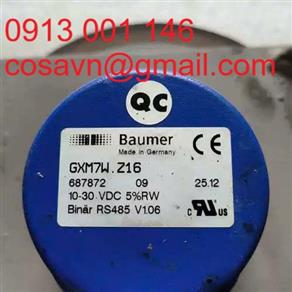 0913 001 146
cosavn@gmail.com
QC
Baumer
Made in Germany
CE
GXM7W.Z16
687872 09 25.12
10-30 VDC 5%RW
Binär RS485 V1.06
c RU US